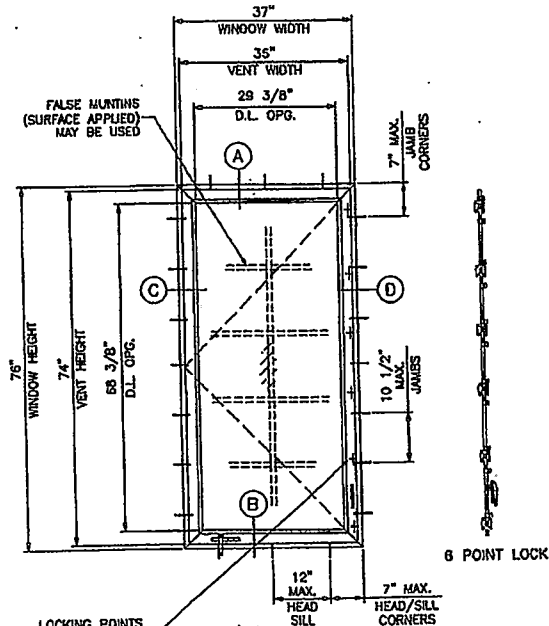 37"
WINDOW WIDTH
35"
VENT WIDTH
29 3/8"
D.L. OPG.
FALSE MUNTINS
(SURFACE APPLIED)
MAY BE USED
A
7" MAX.
JAMB
CORNERS
C
D
76"
WINDOW HEIGHT
74"
VENT HEIGHT
68 3/8"
D.L. OPG.
10 1/2"
MAX.
JAMBS
B
6 POINT LOCK
12"
MAX.
HEAD
SILL
7" MAX.
HEAD/SILL
CORNERS
LOCKING POINTS